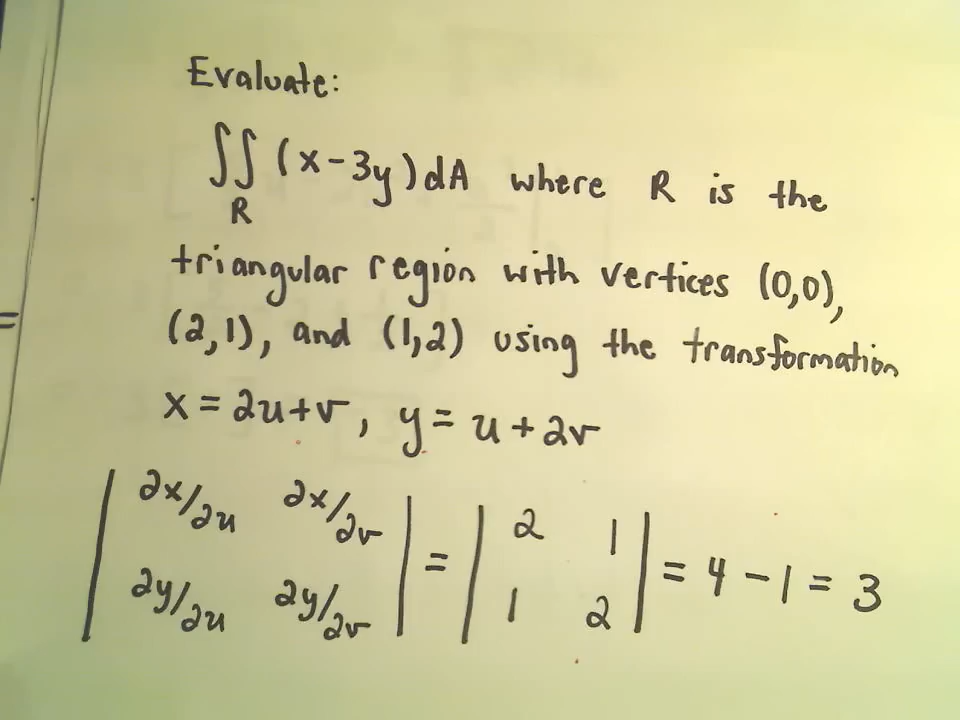 Evaluate:
∬ (x-3y)dA where R is the
R
triangular region with vertices (0,0),
(2,1), and (1,2) using the transformation
x = 2u+v, y = u+2v
| ∂x/∂u ∂x/∂v | = | 2 1 | = 4 - 1 = 3
| ∂y/∂u ∂y/∂v | | 1 2 |
=